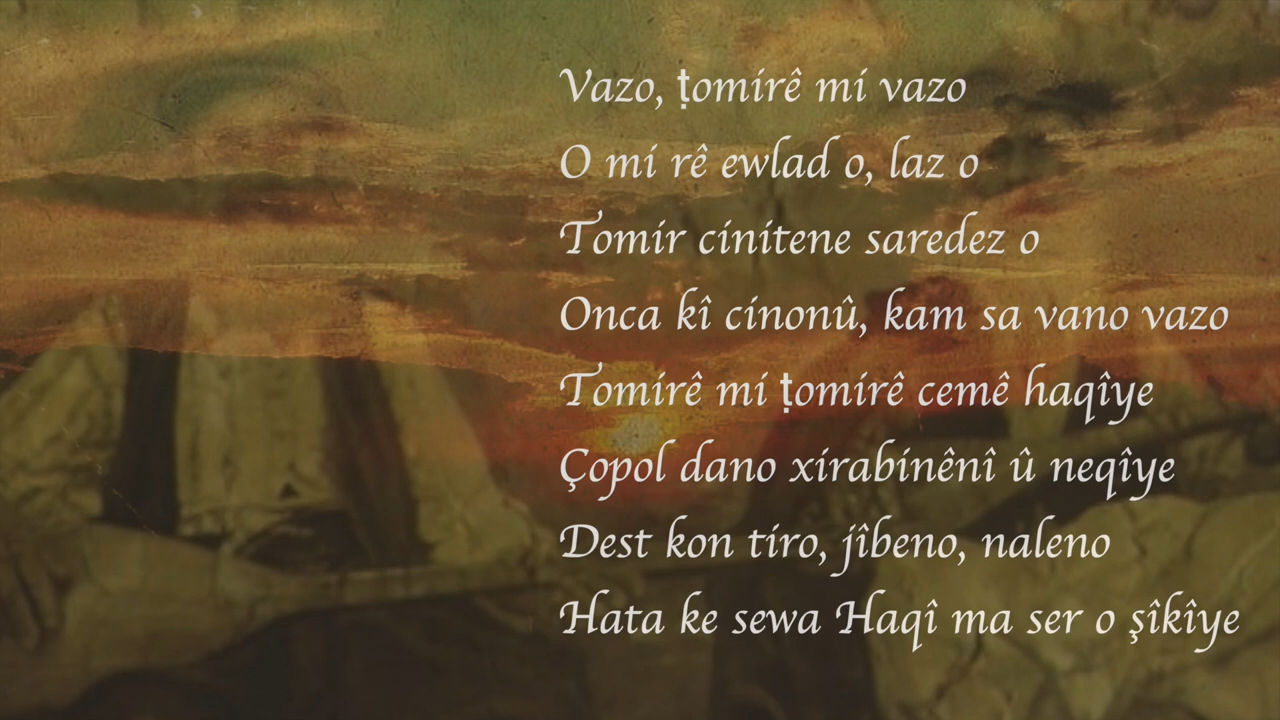 Vazo, ṭomirê mi vazo
O mi rê ewlad o, laz o
Tomir cinitene saredez o
Onca kî cinonû, kam sa vano vazo
Tomirê mi ṭomirê cemê haqîye
Çopol dano xirabinênî û neqîye
Dest kon tiro, jîbeno, naleno
Hata ke sewa Haqî ma ser o şîkîye